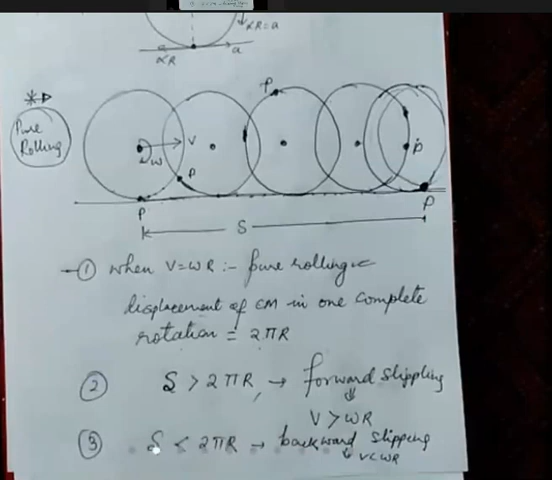 αR = a
αR
a
P
Pure
Rolling
V
ω
P
P
P
P
S
① when V=ωR :- Pure rolling
displacement of CM in one complete
rotation = 2πR
② S > 2πR, → forward slippling
V > ωR
③ S < 2πR → backward slipping
↳ V<ωR